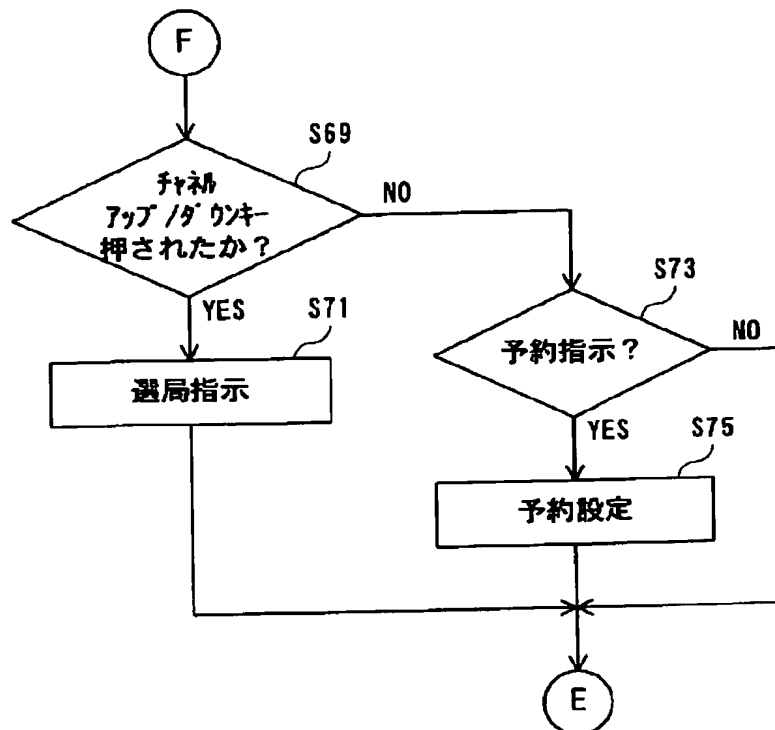 F
S69
チャネル
アップ/ダウンキー
押されたか?
NO
YES
S71
選局指示
S73
予約指示?
NO
YES
S75
予約設定
E